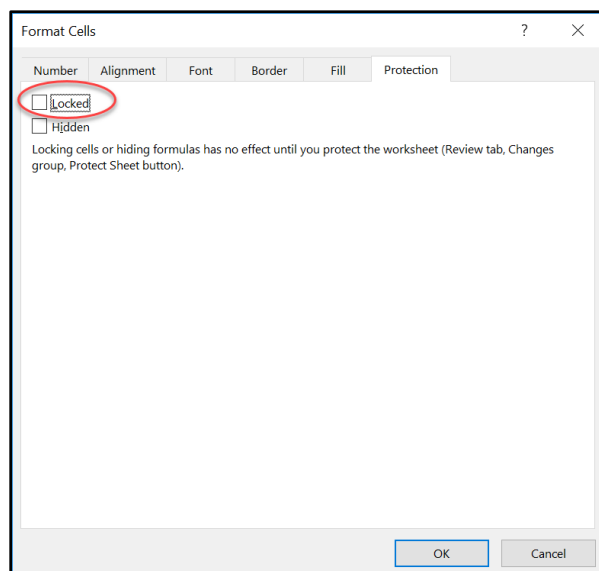 Format Cells ?
Number Alignment Font Border Fill Protection
Locked
Hidden
Locking cells or hiding formulas has no effect until you protect the worksheet (Review tab, Changes
group, Protect Sheet button).
OK Cancel